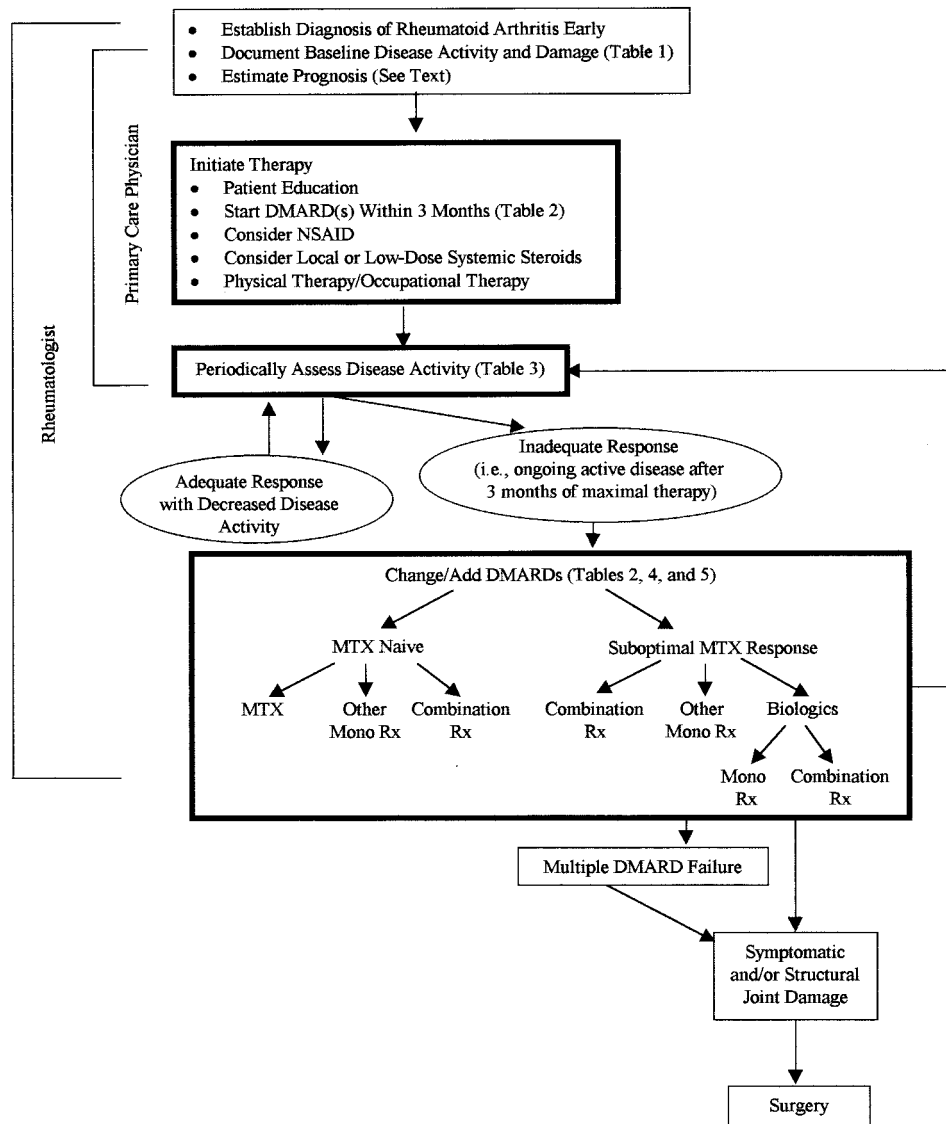 • Establish Diagnosis of Rheumatoid Arthritis Early
• Document Baseline Disease Activity and Damage (Table 1)
• Estimate Prognosis (See Text)
Primary Care Physician
Rheumatologist
Initiate Therapy
• Patient Education
• Start DMARD(s) Within 3 Months (Table 2)
• Consider NSAID
• Consider Local or Low-Dose Systemic Steroids
• Physical Therapy/Occupational Therapy
Periodically Assess Disease Activity (Table 3)
Adequate Response
with Decreased Disease
Activity
Inadequate Response
(i.e., ongoing active disease after
3 months of maximal therapy)
Change/Add DMARDs (Tables 2, 4, and 5)
MTX Naive
Suboptimal MTX Response
MTX
Other
Mono Rx
Combination
Rx
Combination
Rx
Other
Mono Rx
Biologics
Mono
Rx
Combination
Rx
Multiple DMARD Failure
Symptomatic
and/or Structural
Joint Damage
Surgery